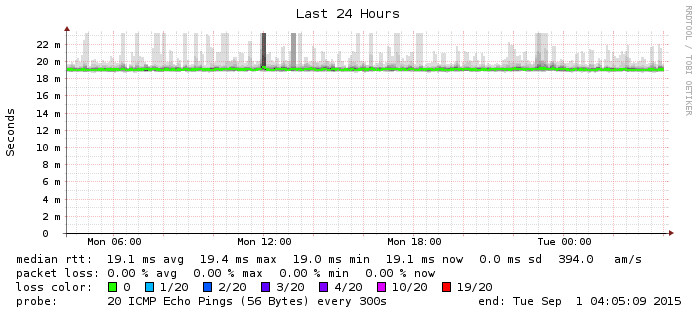 Last 24 Hours
RRDTOOL / TOBI OETIKER
Seconds
22 m
20 m
18 m
16 m
14 m
12 m
10 m
8 m
6 m
4 m
2 m
0
Mon 06:00 Mon 12:00 Mon 18:00 Tue 00:00
median rtt: 19.1 ms avg 19.4 ms max 19.0 ms min 19.1 ms now 0.0 ms sd 394.0 am/s
packet loss: 0.00 % avg 0.00 % max 0.00 % min 0.00 % now
loss color: 0 1/20 2/20 3/20 4/20 10/20 19/20
probe: 20 ICMP Echo Pings (56 Bytes) every 300s end: Tue Sep 1 04:05:09 2015